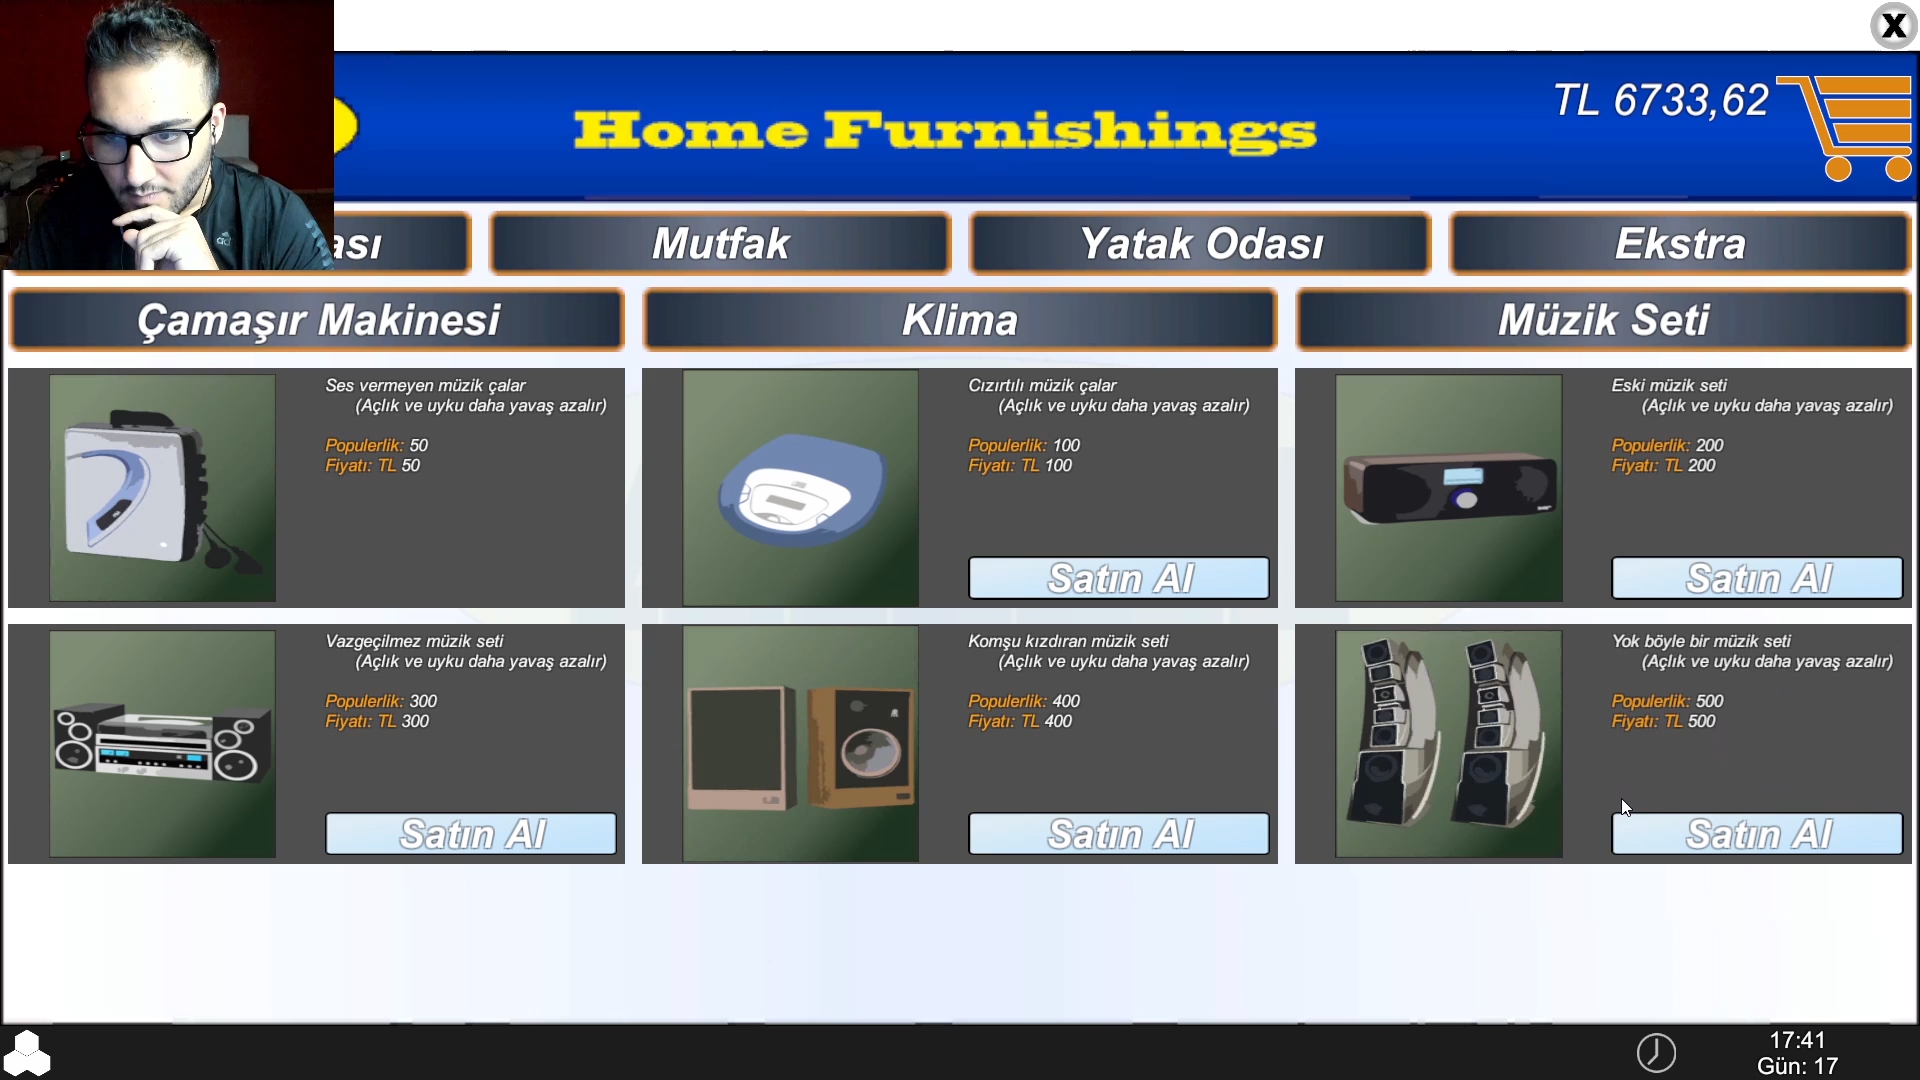 X
Home Furnishings
TL 6733,62
ası
Mutfak
Yatak Odası
Ekstra
Çamaşır Makinesi
Klima
Müzik Seti
Ses vermeyen müzik çalar
(Açlık ve uyku daha yavaş azalır)
Populerlik: 50
Fiyatı: TL 50
Cızırtılı müzik çalar
(Açlık ve uyku daha yavaş azalır)
Populerlik: 100
Fiyatı: TL 100
Satın Al
Eski müzik seti
(Açlık ve uyku daha yavaş azalır)
Populerlik: 200
Fiyatı: TL 200
Satın Al
Vazgeçilmez müzik seti
(Açlık ve uyku daha yavaş azalır)
Populerlik: 300
Fiyatı: TL 300
Satın Al
Komşu kızdıran müzik seti
(Açlık ve uyku daha yavaş azalır)
Populerlik: 400
Fiyatı: TL 400
Satın Al
Yok böyle bir müzik seti
(Açlık ve uyku daha yavaş azalır)
Populerlik: 500
Fiyatı: TL 500
Satın Al
17:41
Gün: 17